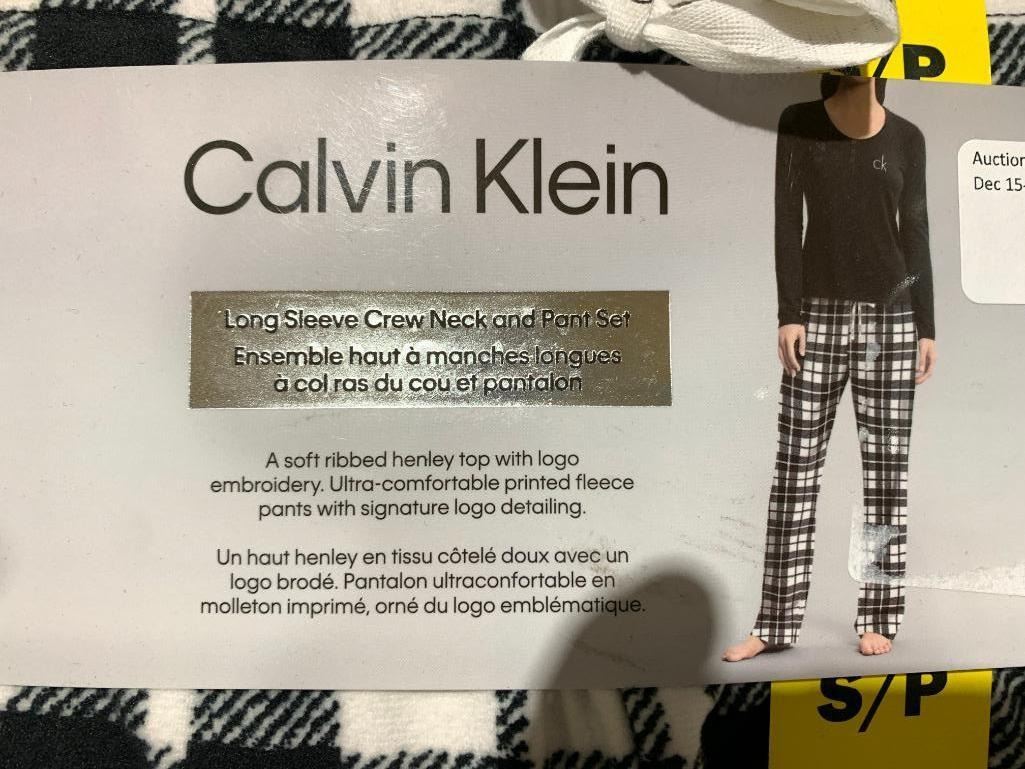 S/P
Calvin Klein
ck
Auction
Dec 15-
Long Sleeve Crew Neck and Pant Set
Ensemble haut à manches longues
à col ras du cou et pantalon
A soft ribbed henley top with logo
embroidery. Ultra-comfortable printed fleece
pants with signature logo detailing.
Un haut henley en tissu côtelé doux avec un
logo brodé. Pantalon ultraconfortable en
molleton imprimé, orné du logo emblématique.
S/P